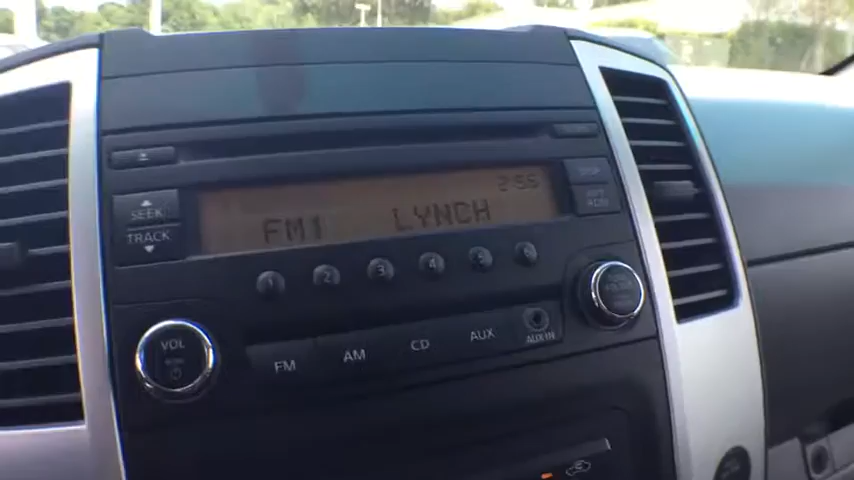 2:55
DISP
SEEK
TRACK
FM1 LYNCH
1 2 3 4 5 6
VOL
FM AM CD AUX
AUX IN